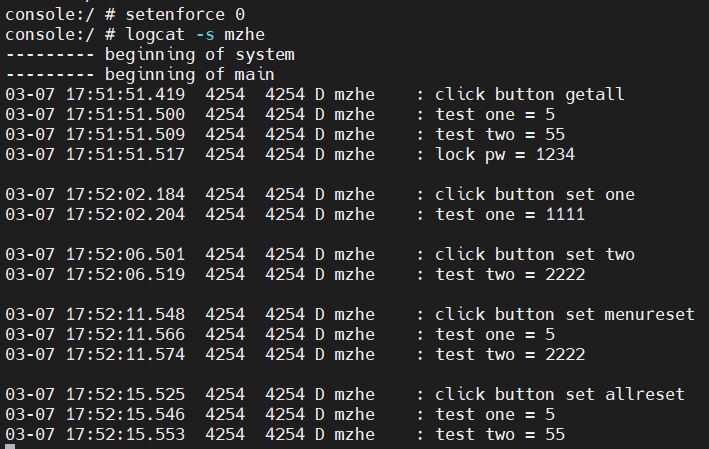 console:/ # setenforce 0
console:/ # logcat -s mzhe
--------- beginning of system
--------- beginning of main
03-07 17:51:51.419  4254  4254 D mzhe    : click button getall
03-07 17:51:51.500  4254  4254 D mzhe    : test one = 5
03-07 17:51:51.509  4254  4254 D mzhe    : test two = 55
03-07 17:51:51.517  4254  4254 D mzhe    : lock pw = 1234
03-07 17:52:02.184  4254  4254 D mzhe    : click button set one
03-07 17:52:02.204  4254  4254 D mzhe    : test one = 1111
03-07 17:52:06.501  4254  4254 D mzhe    : click button set two
03-07 17:52:06.519  4254  4254 D mzhe    : test two = 2222
03-07 17:52:11.548  4254  4254 D mzhe    : click button set menureset
03-07 17:52:11.566  4254  4254 D mzhe    : test one = 5
03-07 17:52:11.574  4254  4254 D mzhe    : test two = 2222
03-07 17:52:15.525  4254  4254 D mzhe    : click button set allreset
03-07 17:52:15.546  4254  4254 D mzhe    : test one = 5
03-07 17:52:15.553  4254  4254 D mzhe    : test two = 55